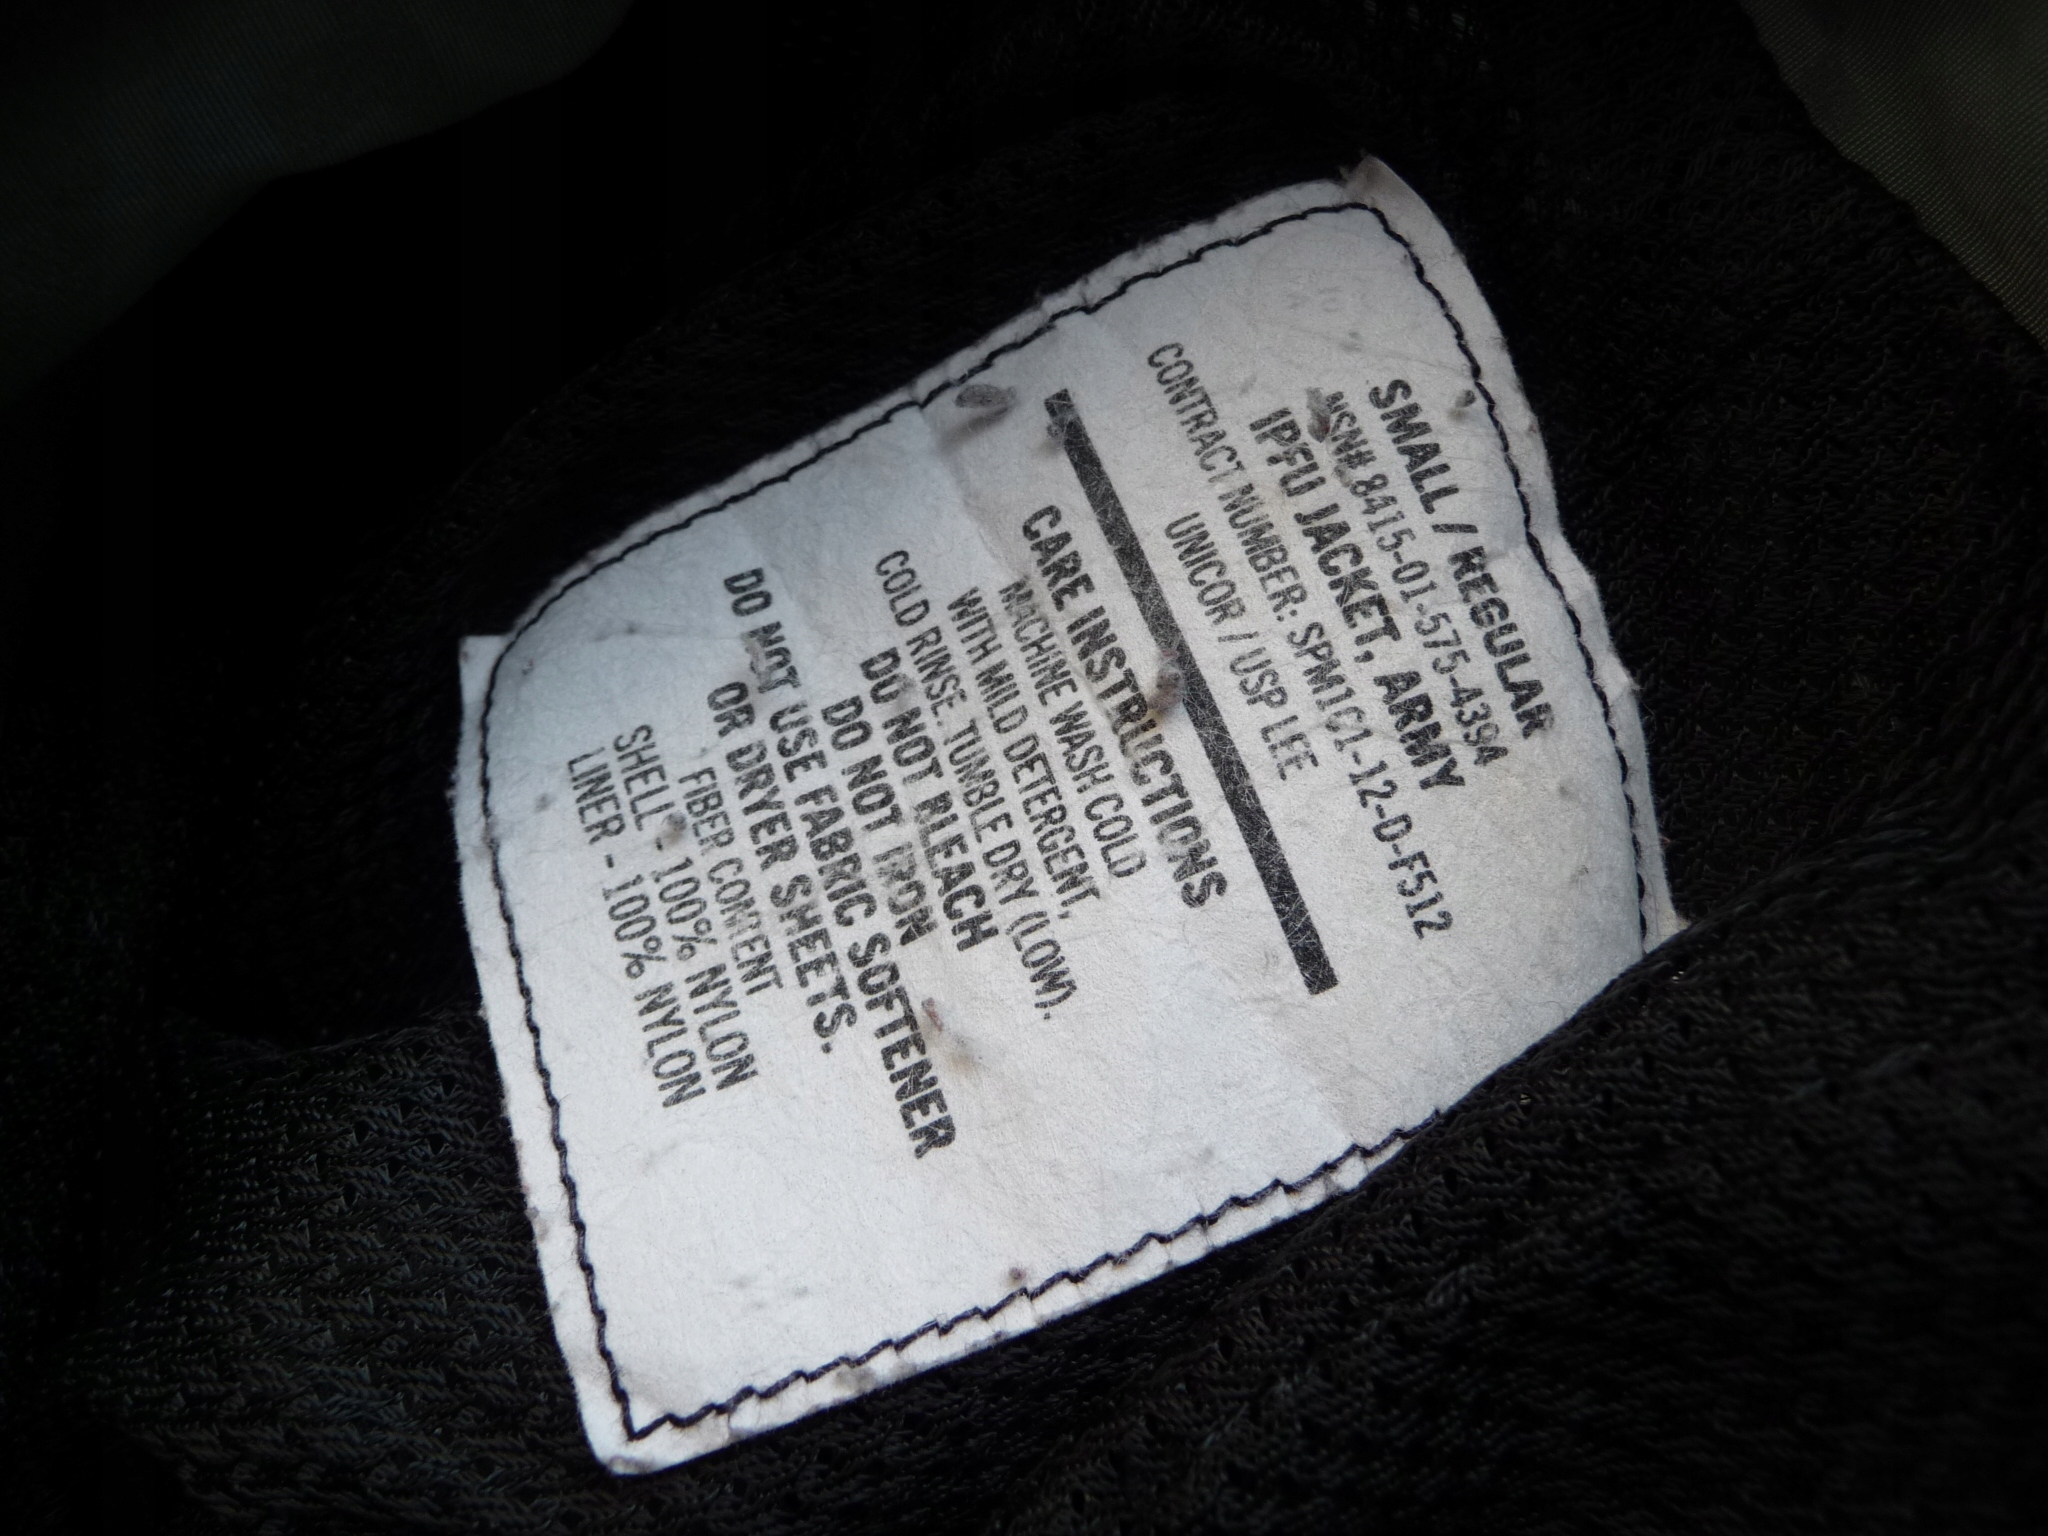 SMALL / REGULAR
NSN# 8415-01-575-4394
IPFU JACKET, ARMY
CONTRACT NUMBER: SPM1C1-12-D-F512
UNICOR / USP LEE
CARE INSTRUCTIONS
MACHINE WASH COLD
WITH MILD DETERGENT,
COLD RINSE. TUMBLE DRY (LOW).
DO NOT BLEACH
DO NOT IRON
DO NOT USE FABRIC SOFTENER
OR DRYER SHEETS.
FIBER CONTENT
SHELL - 100% NYLON
LINER - 100% NYLON